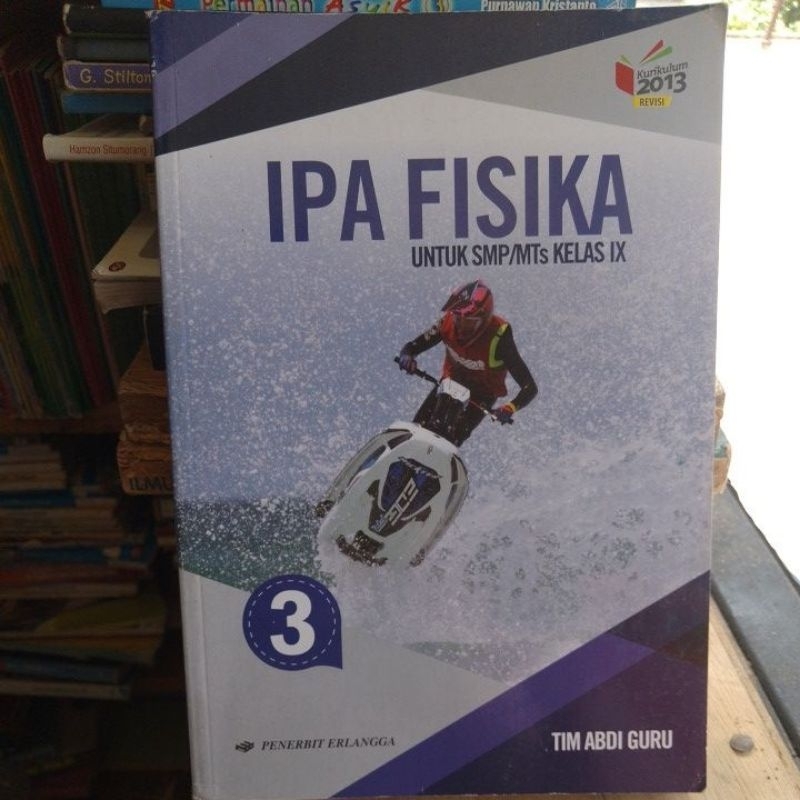 Permainan Asyik
Purnawan Kristanto
G. Stilton
Hamzon Situmorang
Kurikulum
2013
REVISI
IPA FISIKA
UNTUK SMP/MTs KELAS IX
ILMU
3
PENERBIT ERLANGGA
TIM ABDI GURU